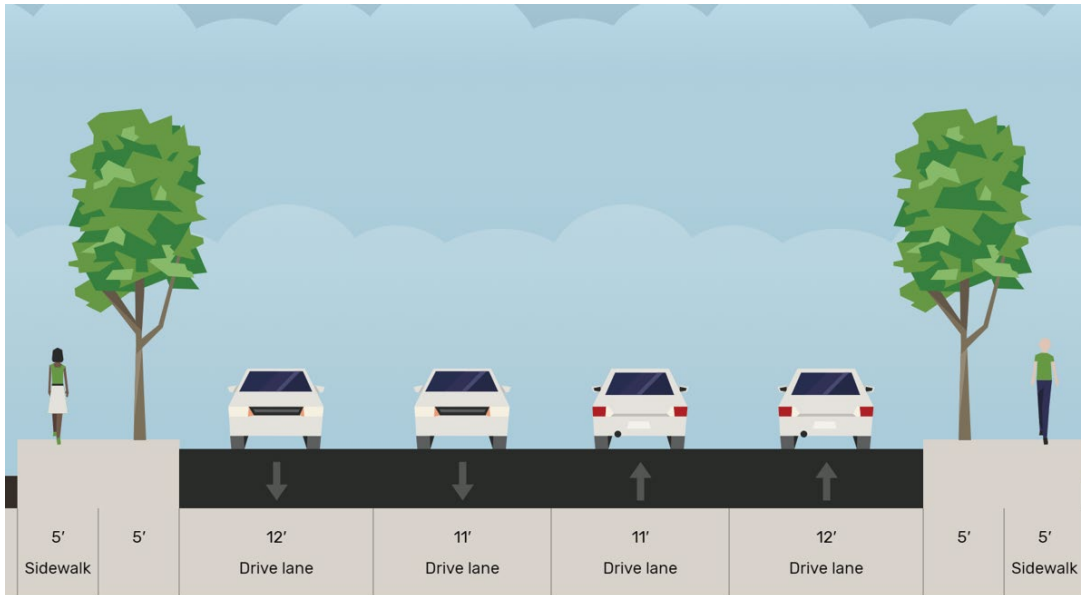 5′ 5′ 12′ 11′ 11′ 12′ 5′ 5′
Sidewalk Drive lane Drive lane Drive lane Drive lane Sidewalk